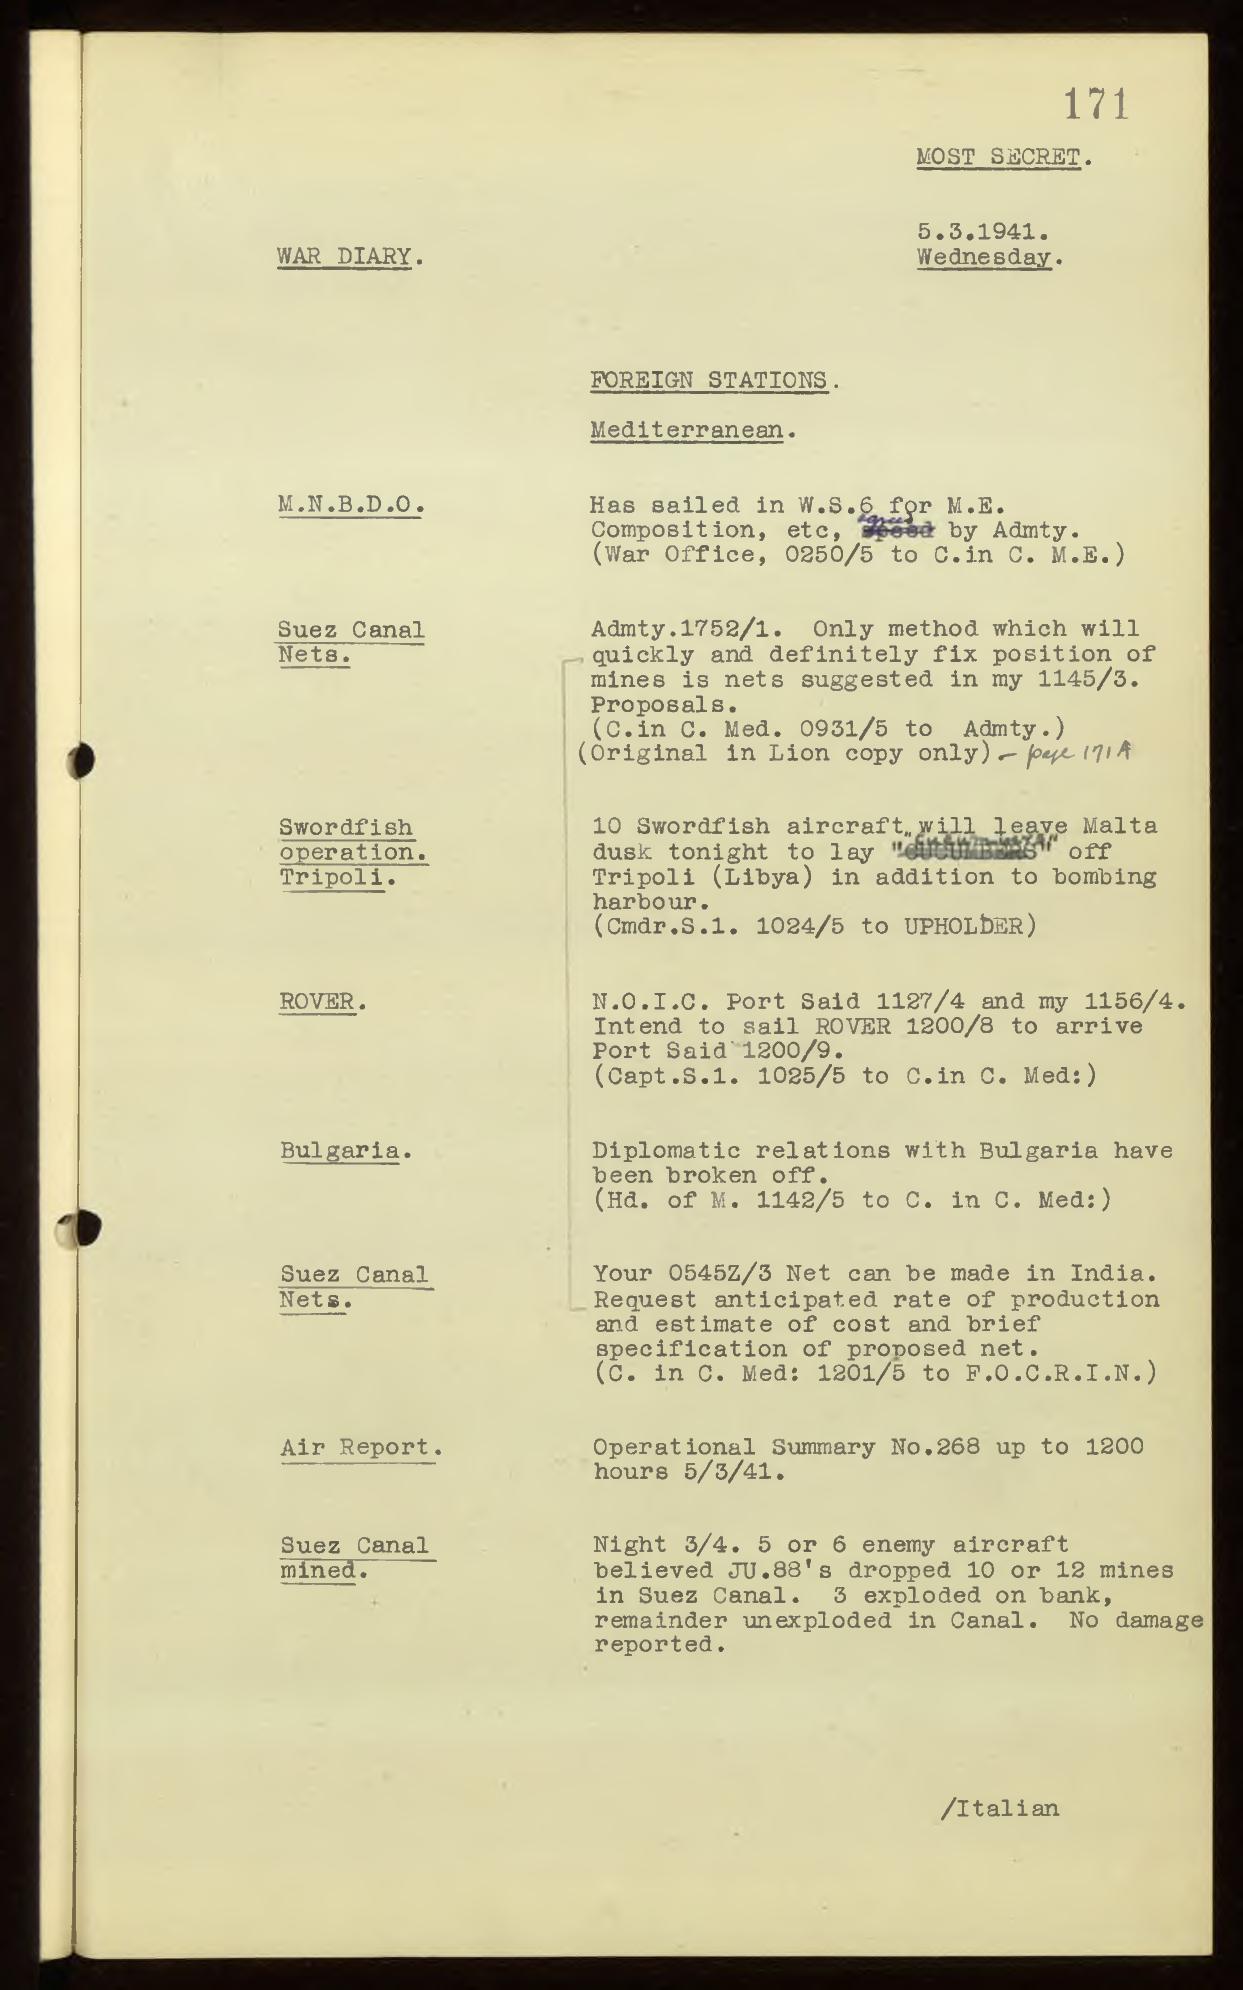 171
MOST SECRET.
5.3.1941.
WAR DIARY.
Wednesday.
FOREIGN STATIONS.
Mediterranean.
M.N.B.D.O.
Has sailed in W.S.6 for M.E.
Composition, etc, speed by Admty.
(War Office, 0250/5 to C.in C. M.E.)
Suez Canal
Nets.
Admty.1752/1. Only method which will
quickly and definitely fix position of
mines is nets suggested in my 1145/3.
Proposals.
(C.in C. Med. 0931/5 to Admty.)
(Original in Lion copy only) - page 171A
Swordfish
operation.
Tripoli.
10 Swordfish aircraft will leave Malta
dusk tonight to lay "CUCUMBERS" off
Tripoli (Libya) in addition to bombing
harbour.
(Cmdr.S.1. 1024/5 to UPHOLDER)
ROVER.
N.O.I.C. Port Said 1127/4 and my 1156/4.
Intend to sail ROVER 1200/8 to arrive
Port Said 1200/9.
(Capt.S.1. 1025/5 to C.in C. Med:)
Bulgaria.
Diplomatic relations with Bulgaria have
been broken off.
(Hd. of M. 1142/5 to C. in C. Med:)
Suez Canal
Nets.
Your 0545Z/3 Net can be made in India.
Request anticipated rate of production
and estimate of cost and brief
specification of proposed net.
(C. in C. Med: 1201/5 to F.O.C.R.I.N.)
Air Report.
Operational Summary No.268 up to 1200
hours 5/3/41.
Suez Canal
mined.
Night 3/4. 5 or 6 enemy aircraft
believed JU.88's dropped 10 or 12 mines
in Suez Canal. 3 exploded on bank,
remainder unexploded in Canal. No damage
reported.
/Italian